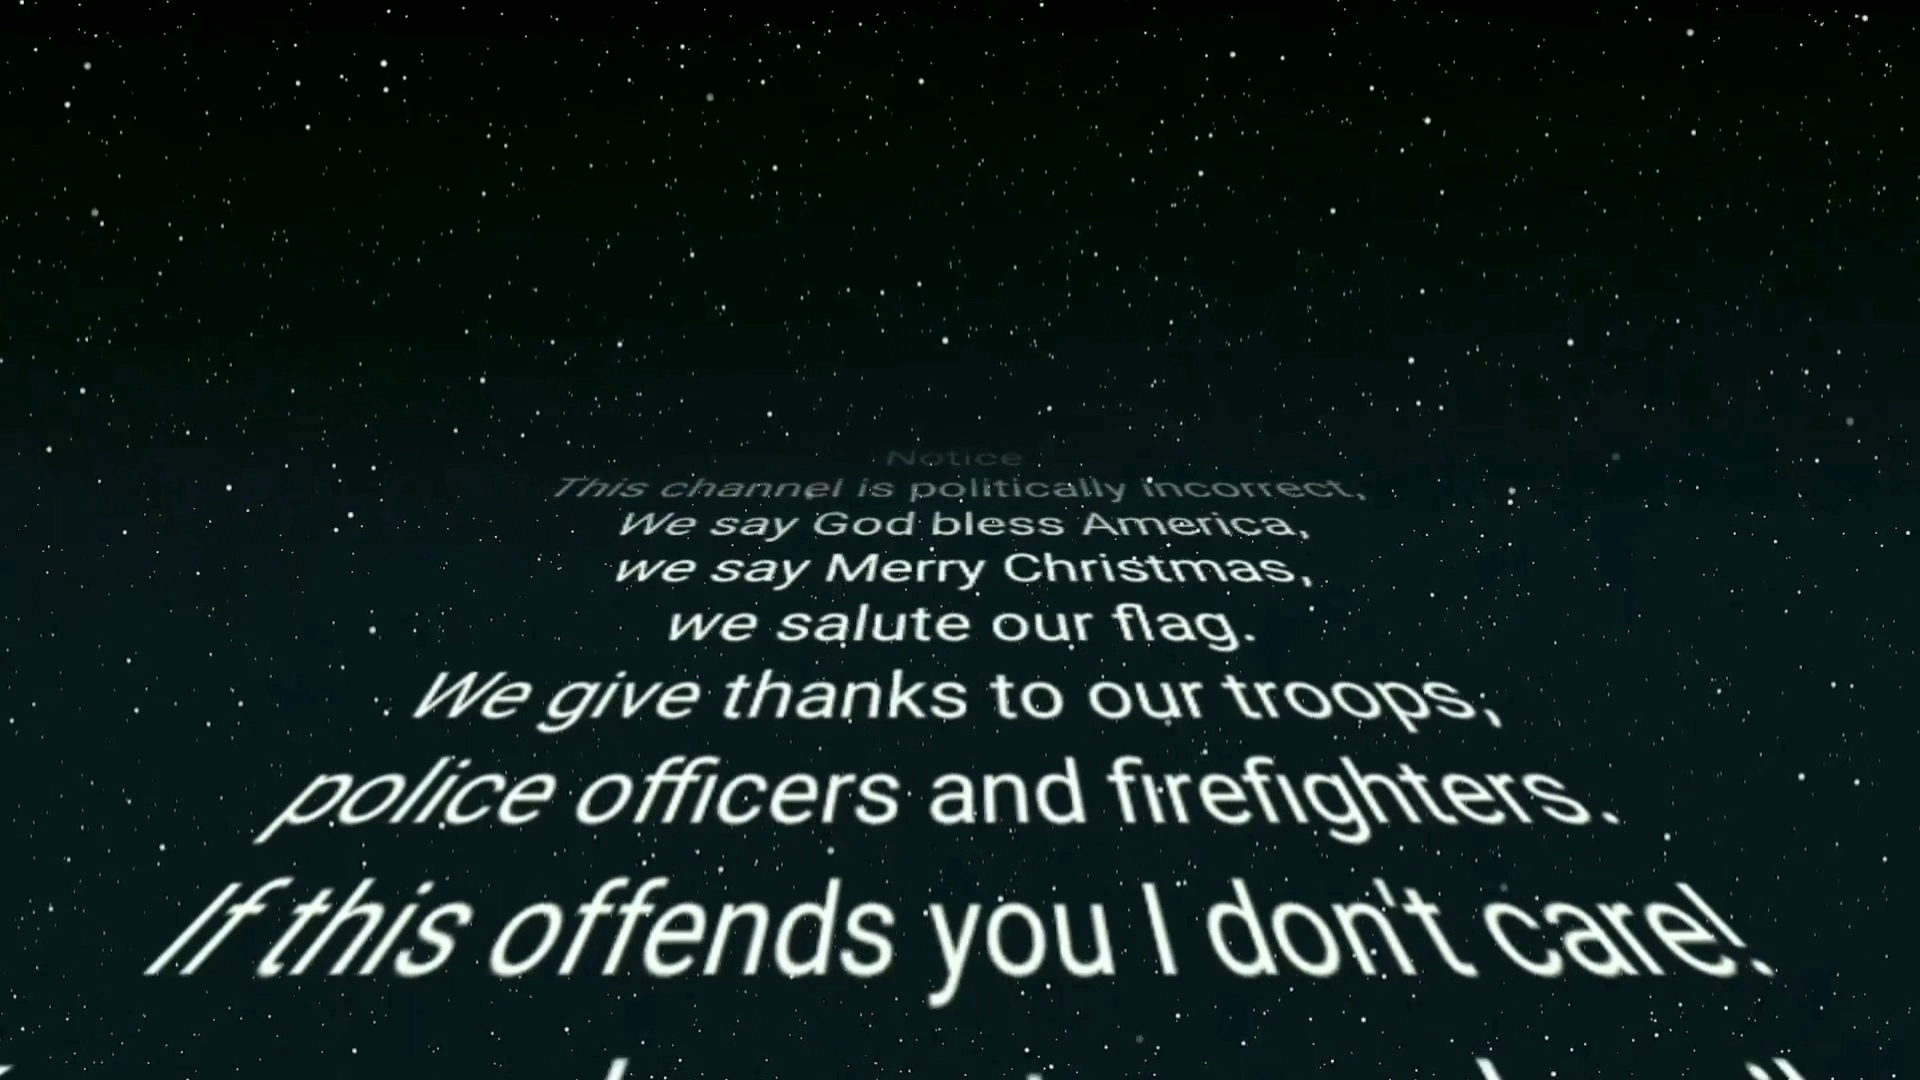 Notice
This channel is politically incorrect,
We say God bless America,
we say Merry Christmas,
we salute our flag.
We give thanks to our troops,
police officers and firefighters.
If this offends you I don't care!